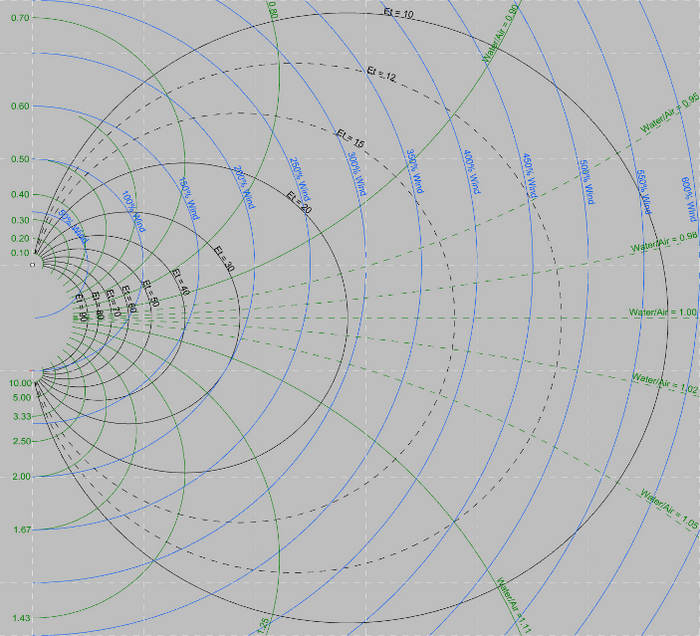 0.70
0.80
Et = 10
Water/Air = 0.90
Et = 12
0.60
Water/Air = 0.95
Et = 15
0.50
50% Wind
100% Wind
150% Wind
200% Wind
250% Wind
300% Wind
350% Wind
400% Wind
450% Wind
500% Wind
550% Wind
600% Wind
0.40
Et = 20
0.30
0.20
Water/Air = 0.98
0.10
Et = 30
Et = 90
Et = 80
Et = 70
Et = 60
Et = 50
Et = 40
Water/Air = 1.00
10.00
Water/Air = 1.02
5.00
3.33
2.50
2.00
Water/Air = 1.05
1.67
1.43
1.25
Water/Air=1.11